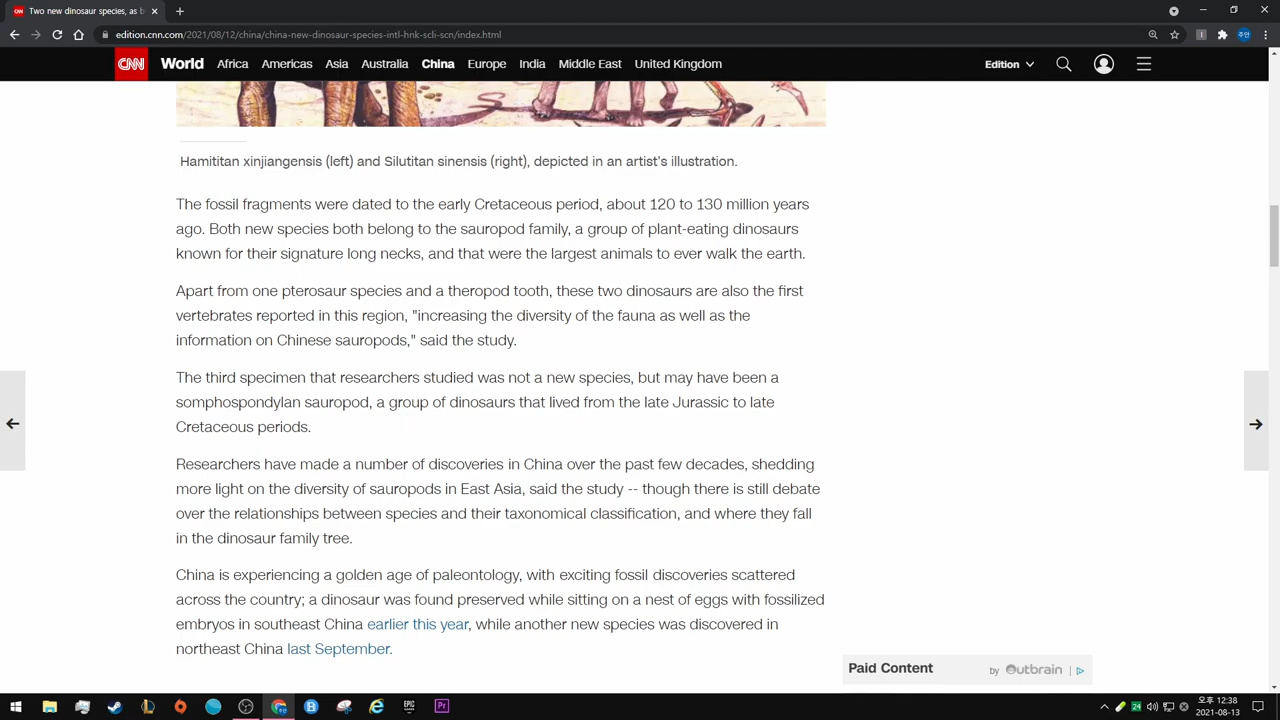 Two new dinosaur species, as b
edition.cnn.com/2021/08/12/china/china-new-dinosaur-species-intl-hnk-scli-scn/index.html
CNN World Africa Americas Asia Australia China Europe India Middle East United Kingdom Edition
Hamititan xinjiangensis (left) and Silutitan sinensis (right), depicted in an artist's illustration.
The fossil fragments were dated to the early Cretaceous period, about 120 to 130 million years
ago. Both new species both belong to the sauropod family, a group of plant-eating dinosaurs
known for their signature long necks, and that were the largest animals to ever walk the earth.
Apart from one pterosaur species and a theropod tooth, these two dinosaurs are also the first
vertebrates reported in this region, "increasing the diversity of the fauna as well as the
information on Chinese sauropods," said the study.
The third specimen that researchers studied was not a new species, but may have been a
somphospondylan sauropod, a group of dinosaurs that lived from the late Jurassic to late
Cretaceous periods.
Researchers have made a number of discoveries in China over the past few decades, shedding
more light on the diversity of sauropods in East Asia, said the study -- though there is still debate
over the relationships between species and their taxonomical classification, and where they fall
in the dinosaur family tree.
China is experiencing a golden age of paleontology, with exciting fossil discoveries scattered
across the country; a dinosaur was found preserved while sitting on a nest of eggs with fossilized
embryos in southeast China earlier this year, while another new species was discovered in
northeast China last September.
Paid Content by Outbrain
EPIC Pr 24 오후 12:38
2021-08-13